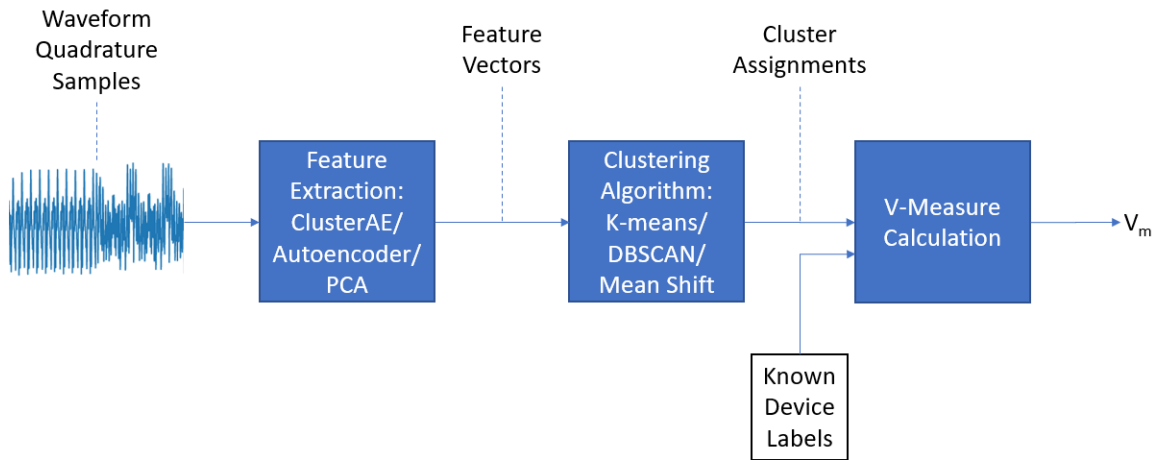 Waveform
Quadrature
Samples
Feature
Vectors
Cluster
Assignments
Feature
Extraction:
ClusterAE/
Autoencoder/
PCA
Clustering
Algorithm:
K-means/
DBSCAN/
Mean Shift
V-Measure
Calculation
Vm
Known
Device
Labels